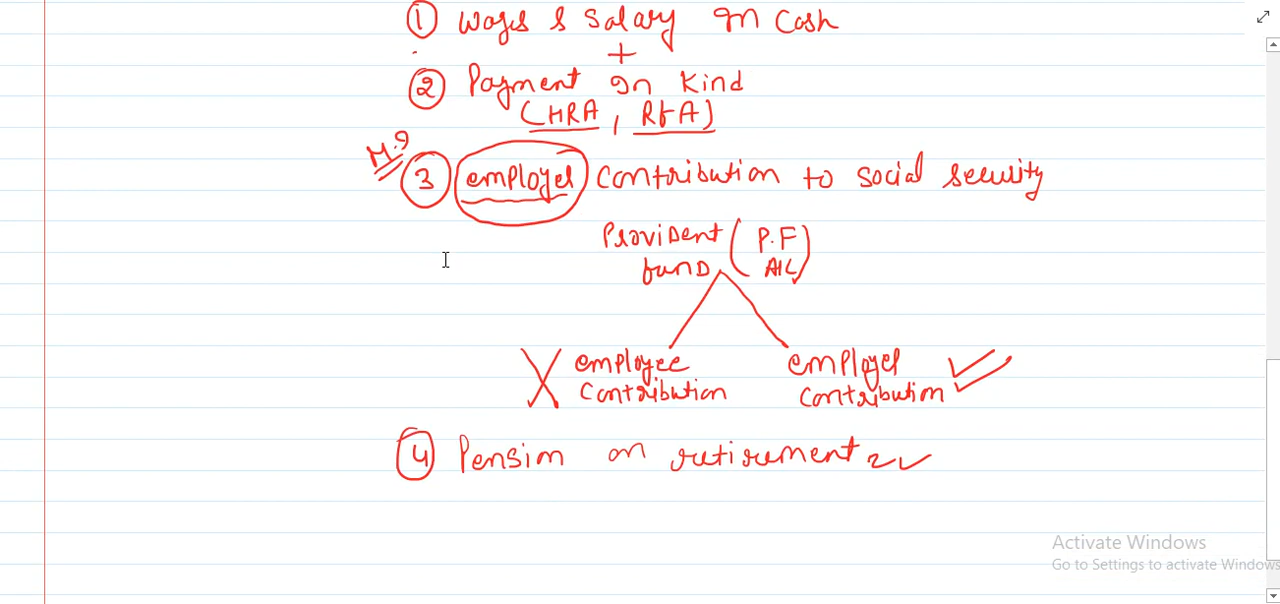 ① Wages & Salary In Cash
+
② Payment In Kind
(HRA, RFA)
③ employer contribution to social security
Provident (P.F
fund A/C)
employee employer
contribution contribution
④ Pension on retirement
Activate Windows
Go to Settings to activate Windows